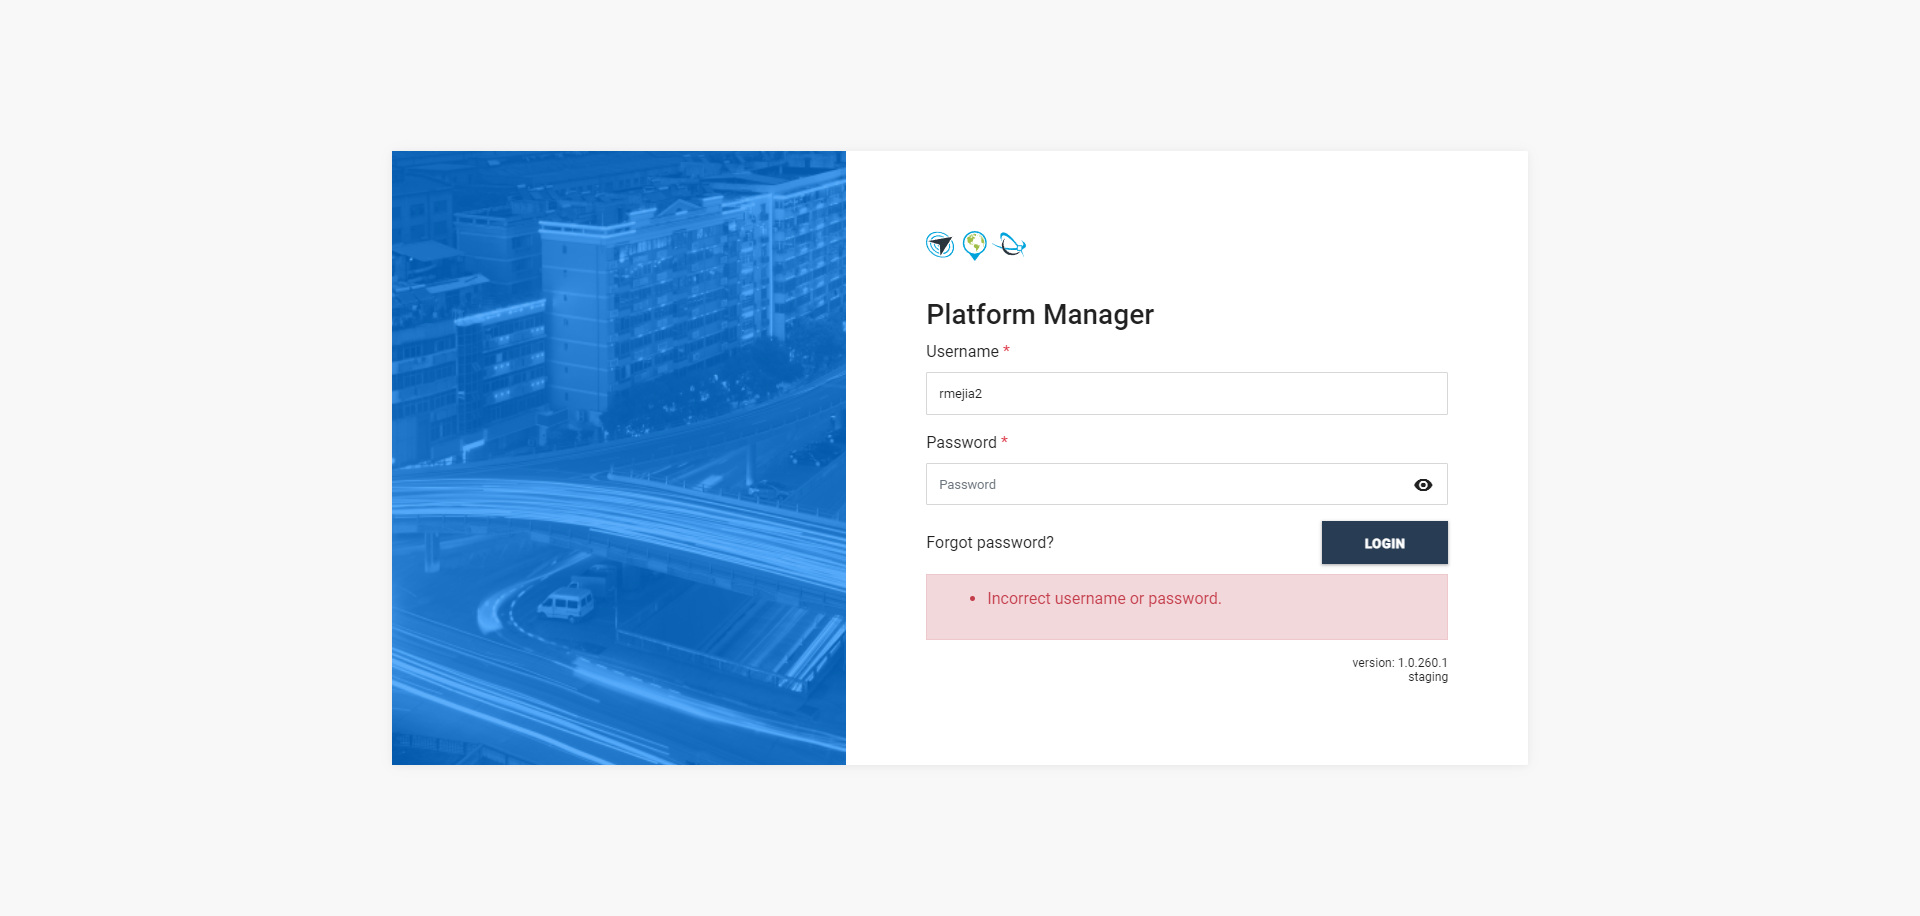 Platform Manager
Username *
rmejia2
Password *
Password
Forgot password?
LOGIN
Incorrect username or password.
version: 1.0.260.1
staging